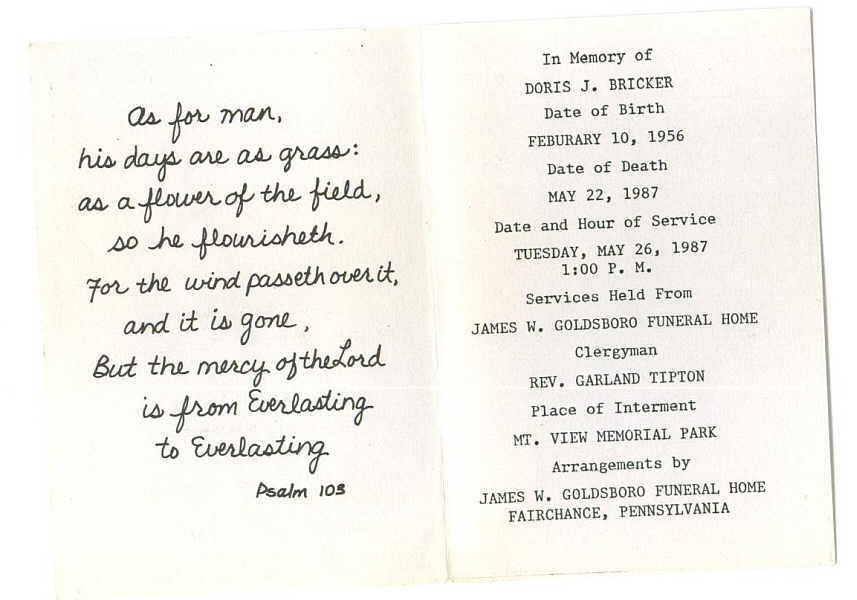 As for man,
his days are as grass:
as a flower of the field,
so he flourisheth.
For the wind passeth over it,
and it is gone,
But the mercy of the Lord
is from Everlasting
to Everlasting
Psalm 103
In Memory of
DORIS J. BRICKER
Date of Birth
FEBURARY 10, 1956
Date of Death
MAY 22, 1987
Date and Hour of Service
TUESDAY, MAY 26, 1987
1:00 P. M.
Services Held From
JAMES W. GOLDSBORO FUNERAL HOME
Clergyman
REV. GARLAND TIPTON
Place of Interment
MT. VIEW MEMORIAL PARK
Arrangements by
JAMES W. GOLDSBORO FUNERAL HOME
FAIRCHANCE, PENNSYLVANIA